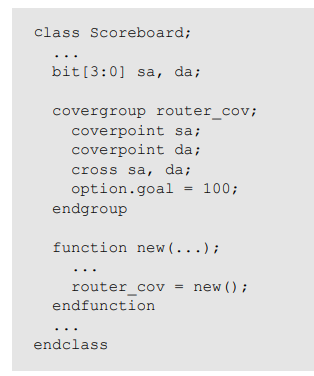 class Scoreboard;
...
bit[3:0] sa, da;
covergroup router_cov;
coverpoint sa;
coverpoint da;
cross sa, da;
option.goal = 100;
endgroup
function new(...);
...
router_cov = new();
endfunction
...
endclass